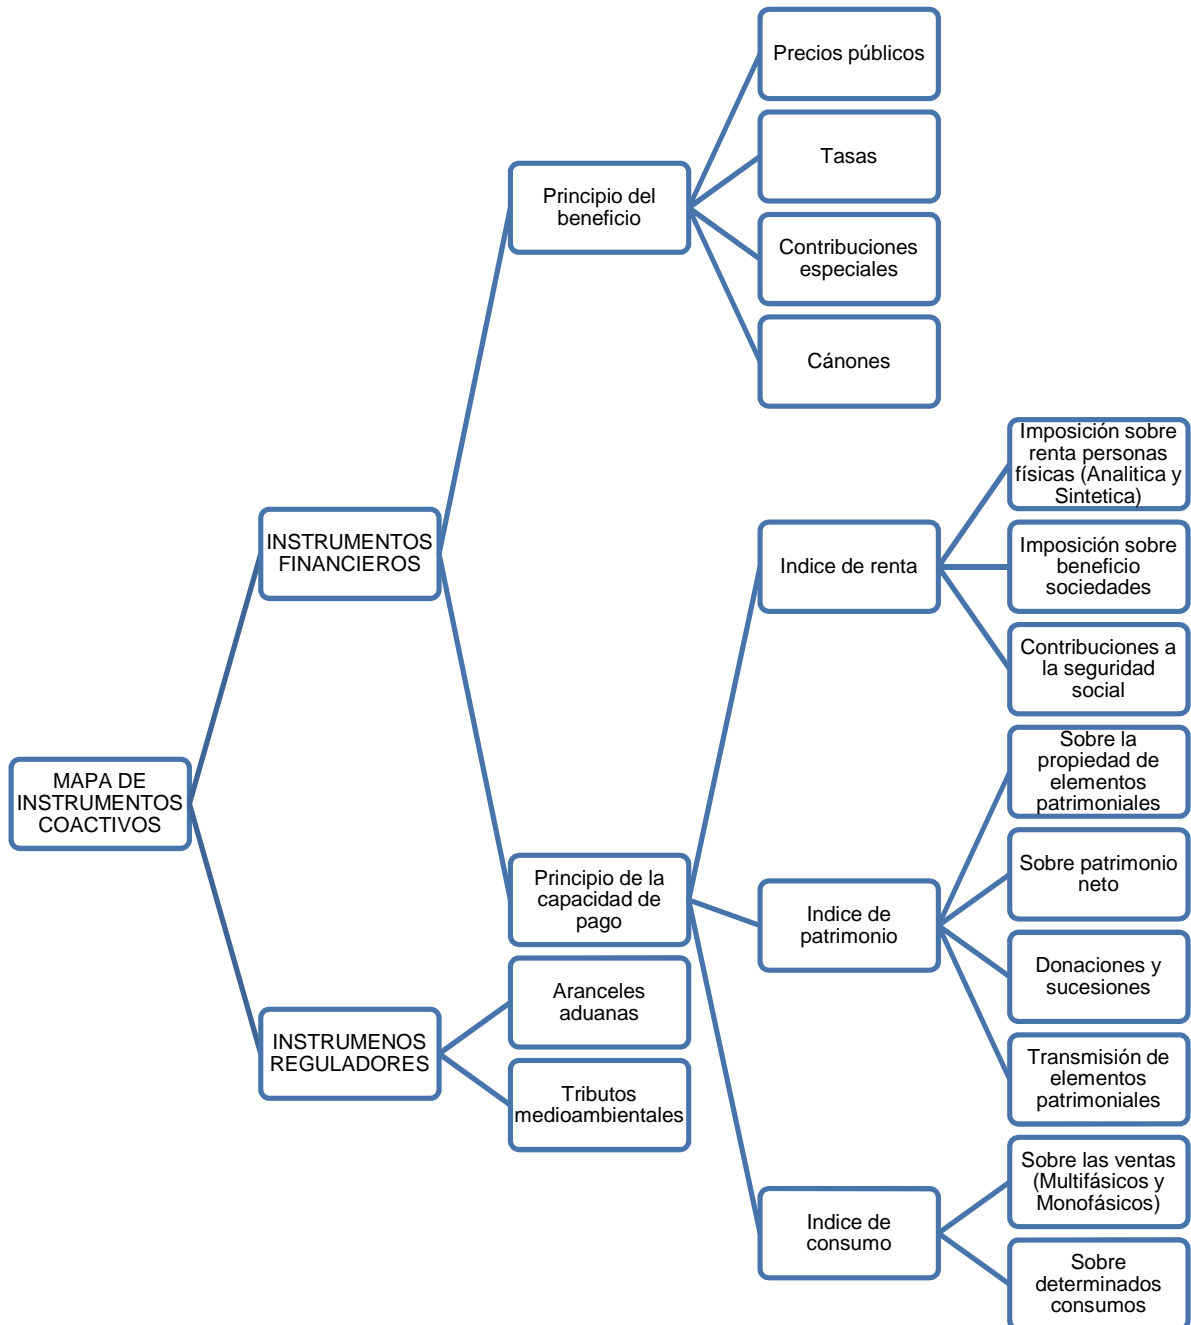 Precios públicos
Tasas
Principio del
beneficio
Contribuciones
especiales
Cánones
Imposición sobre
renta personas
físicas (Analitica y
Sintetica)
INSTRUMENTOS
FINANCIEROS
Indice de renta
Imposición sobre
beneficio
sociedades
Contribuciones a
la seguridad
social
MAPA DE
INSTRUMENTOS
COACTIVOS
Sobre la
propiedad de
elementos
patrimoniales
Principio de la
capacidad de
pago
Indice de
patrimonio
Sobre patrimonio
neto
Donaciones y
sucesiones
Aranceles
aduanas
INSTRUMENOS
REGULADORES
Transmisión de
elementos
patrimoniales
Tributos
medioambientales
Sobre las ventas
(Multifásicos y
Monofásicos)
Indice de
consumo
Sobre
determinados
consumos